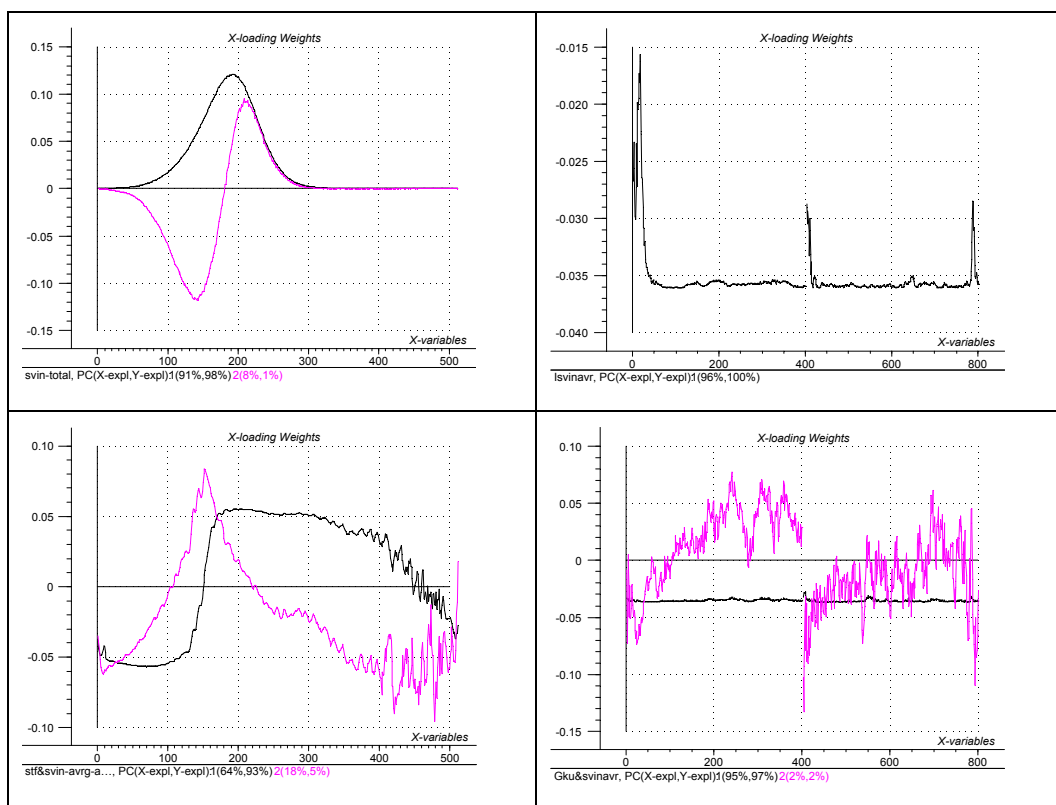 X-loading Weights
0.15
0.10
0.05
0
-0.05
-0.10
-0.15
X-variables
0 100 200 300 400 500
svin-total, PC(X-expl,Y-expl):1(91%,98%) 2(8%,1%)
X-loading Weights
-0.015
-0.020
-0.025
-0.030
-0.035
-0.040
X-variables
0 200 400 600 800
lsvinavr, PC(X-expl,Y-expl):1(96%,100%)
X-loading Weights
0.10
0.05
0
-0.05
-0.10
X-variables
0 100 200 300 400 500
stf&svin-avrg-a…, PC(X-expl,Y-expl):1(64%,93%) 2(18%,5%)
X-loading Weights
0.10
0.05
0
-0.05
-0.10
-0.15
X-variables
0 200 400 600 800
Gku&svinavr, PC(X-expl,Y-expl):1(95%,97%) 2(2%,2%)